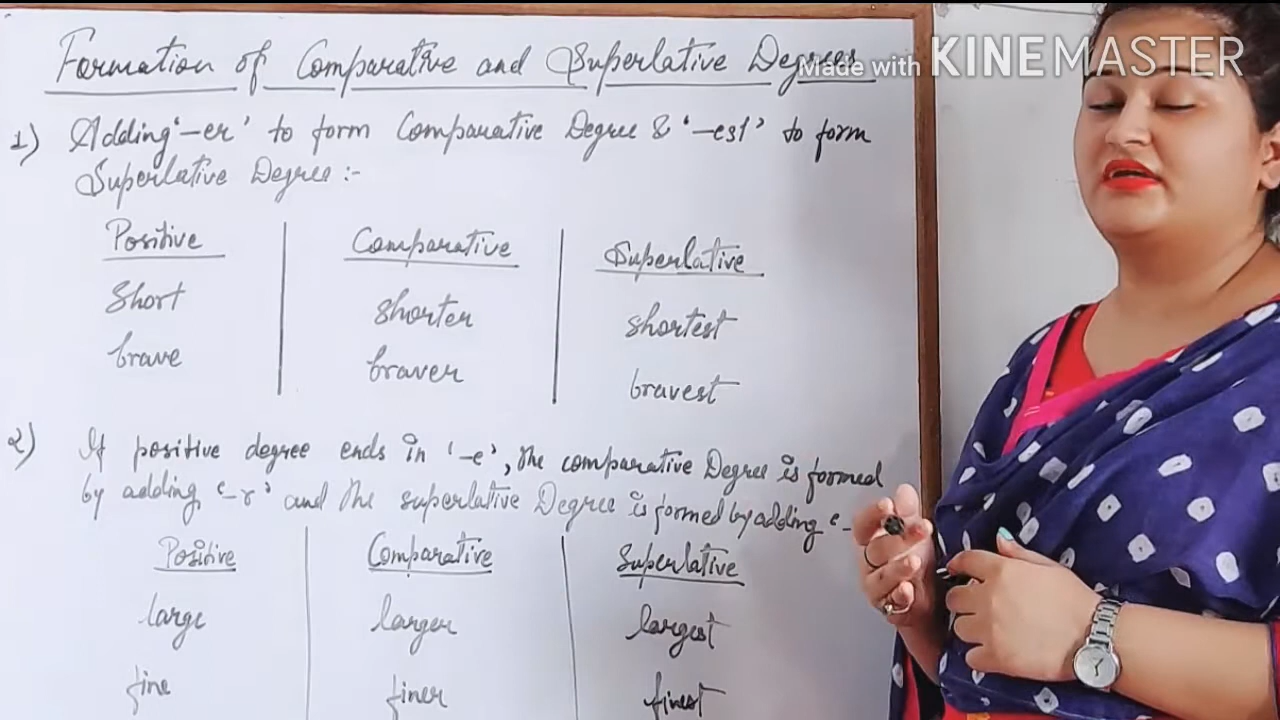 Formation of Comparative and Superlative Degrees
Made with KINEMASTER
1) Adding '-er' to form Comparative Degree & '-est' to form
Superlative Degree :-
Positive Comparative Superlative
Short shorter shortest
brave braver bravest
2) If positive degree ends in '-e', the comparative Degree is formed
by adding '-r' and the superlative Degree is formed by adding '-
Positive Comparative Superlative
large larger largest
fine finer finest